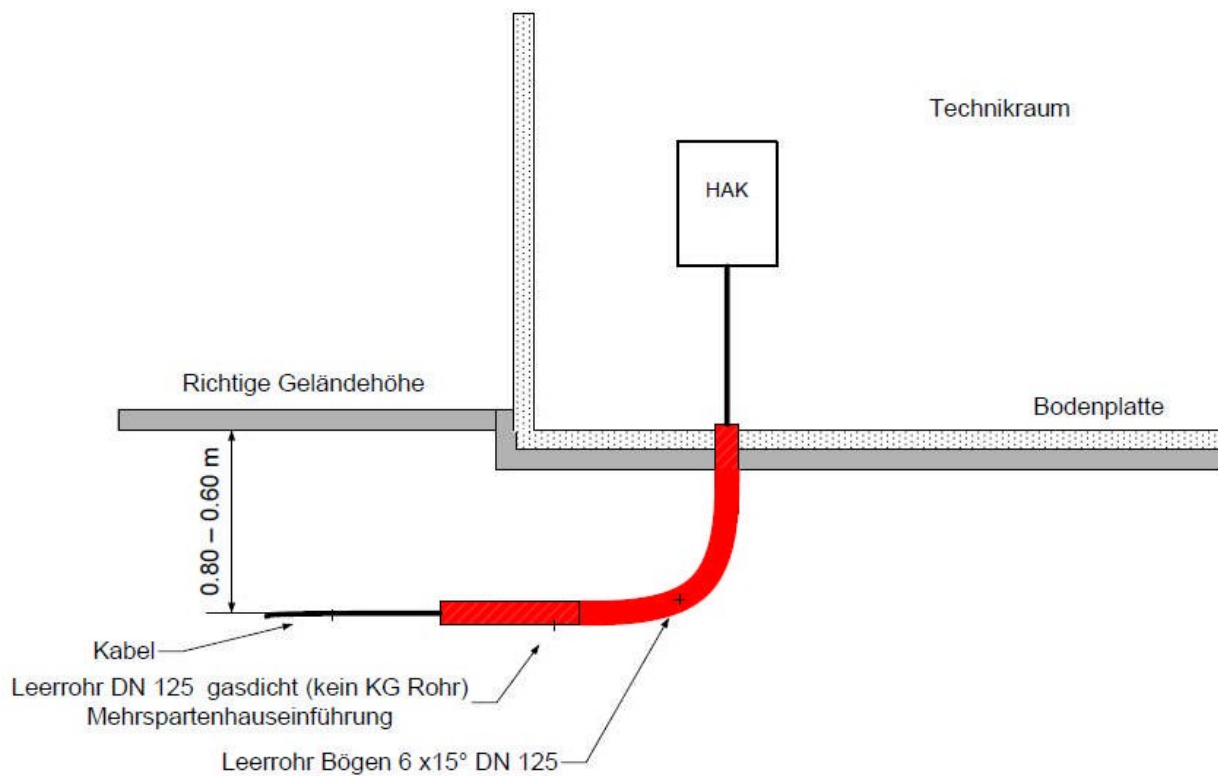 Technikraum
HAK
Richtige Geländehöhe
Bodenplatte
0.80 – 0.60 m
Kabel
Leerrohr DN 125 gasdicht (kein KG Rohr)
Mehrspartenhauseinführung
Leerrohr Bögen 6 x15° DN 125